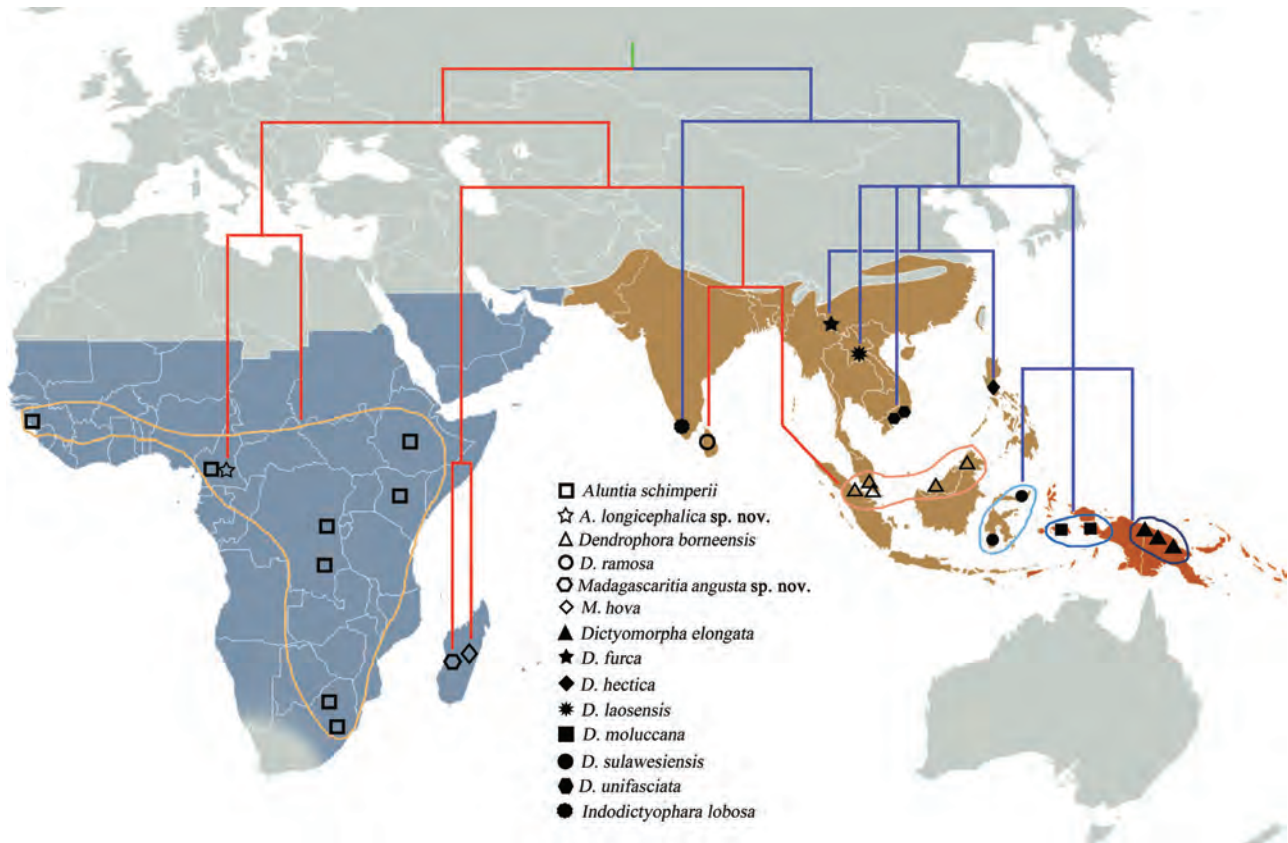 Aluntia schimperii
A. longicephalica sp. nov.
Dendrophora borneensis
D. ramosa
Madagascaritia angusta sp. nov.
M. hova
Dictyomorpha elongata
D. furca
D. hectica
D. laosensis
D. moluccana
D. sulawesiensis
D. unifasciata
Indodictyophara lobosa